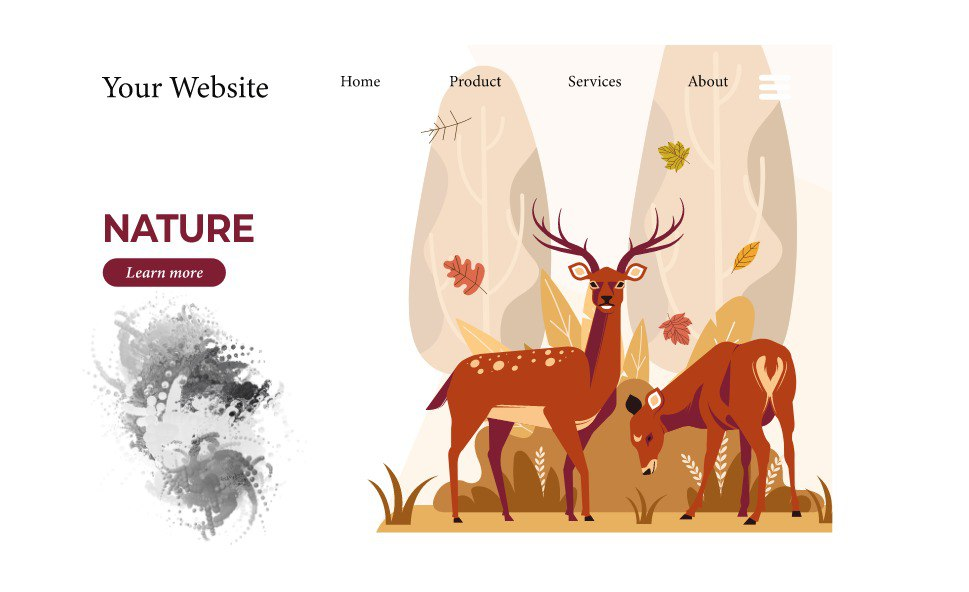 Your Website
Home Product Services About
NATURE
Learn more